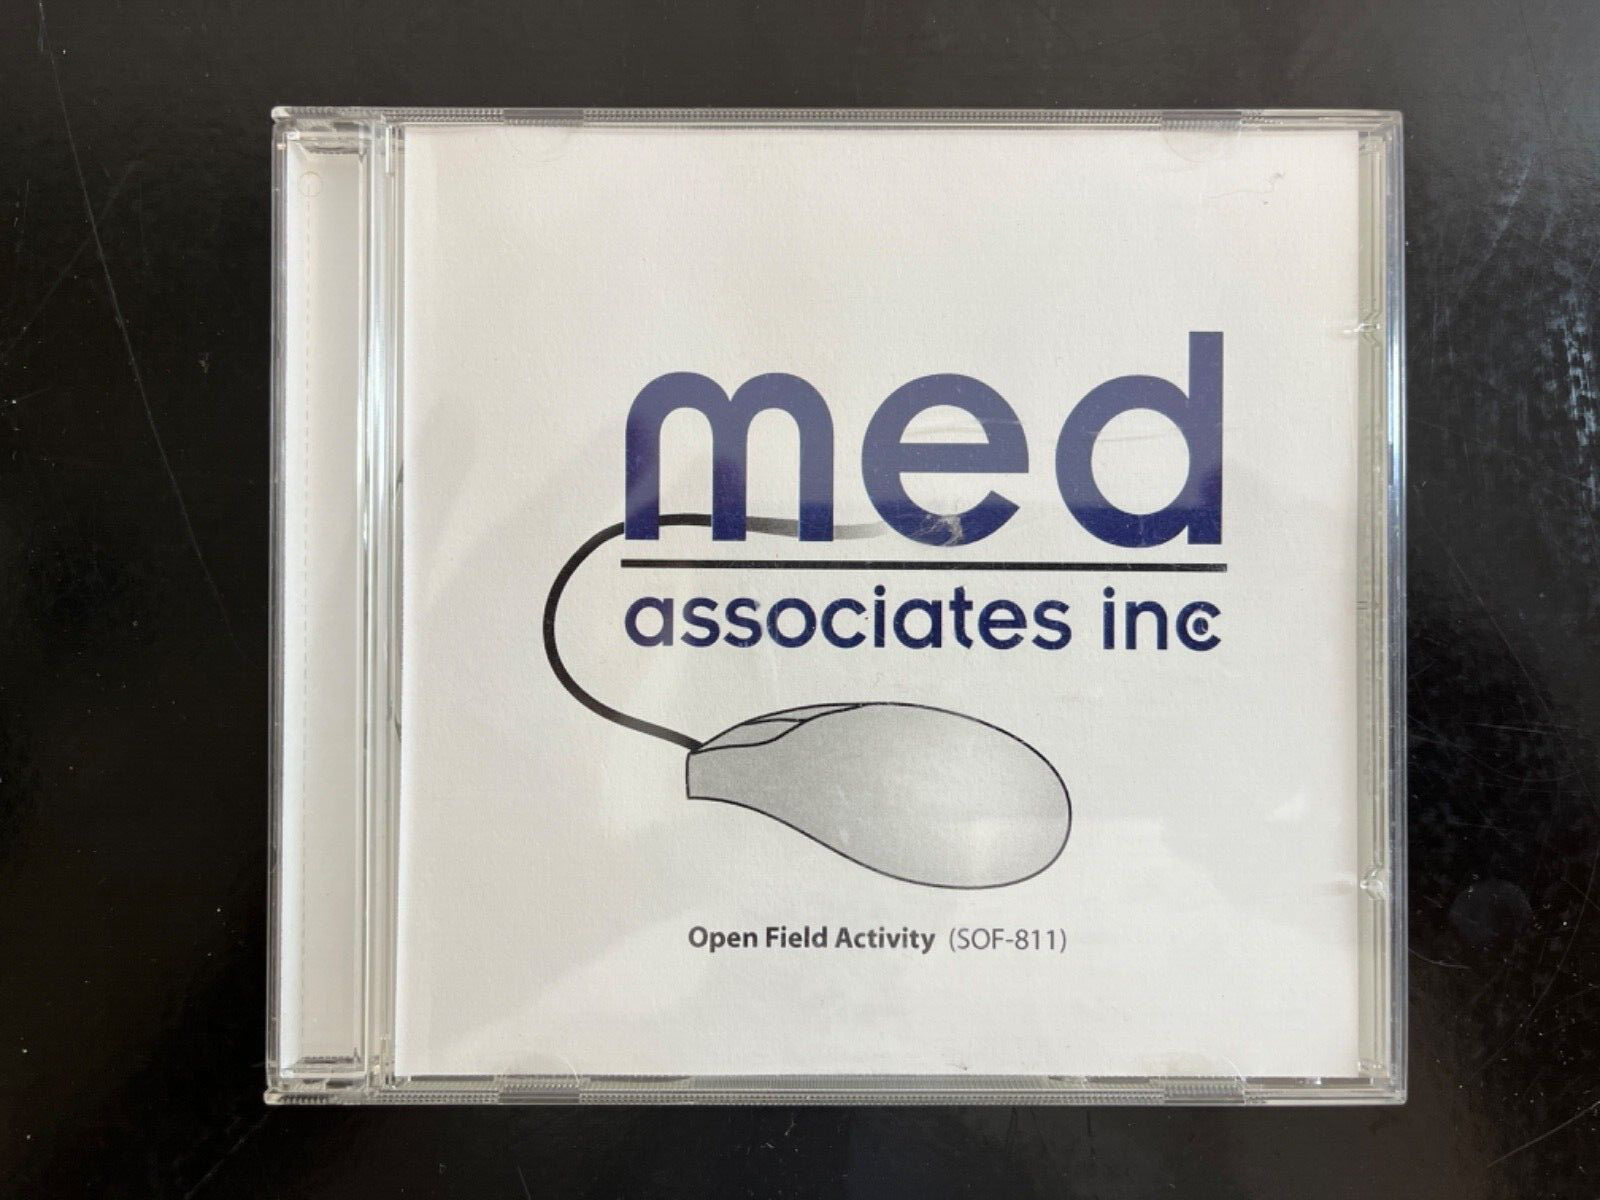 med
associates inc
Open Field Activity (SOF-811)